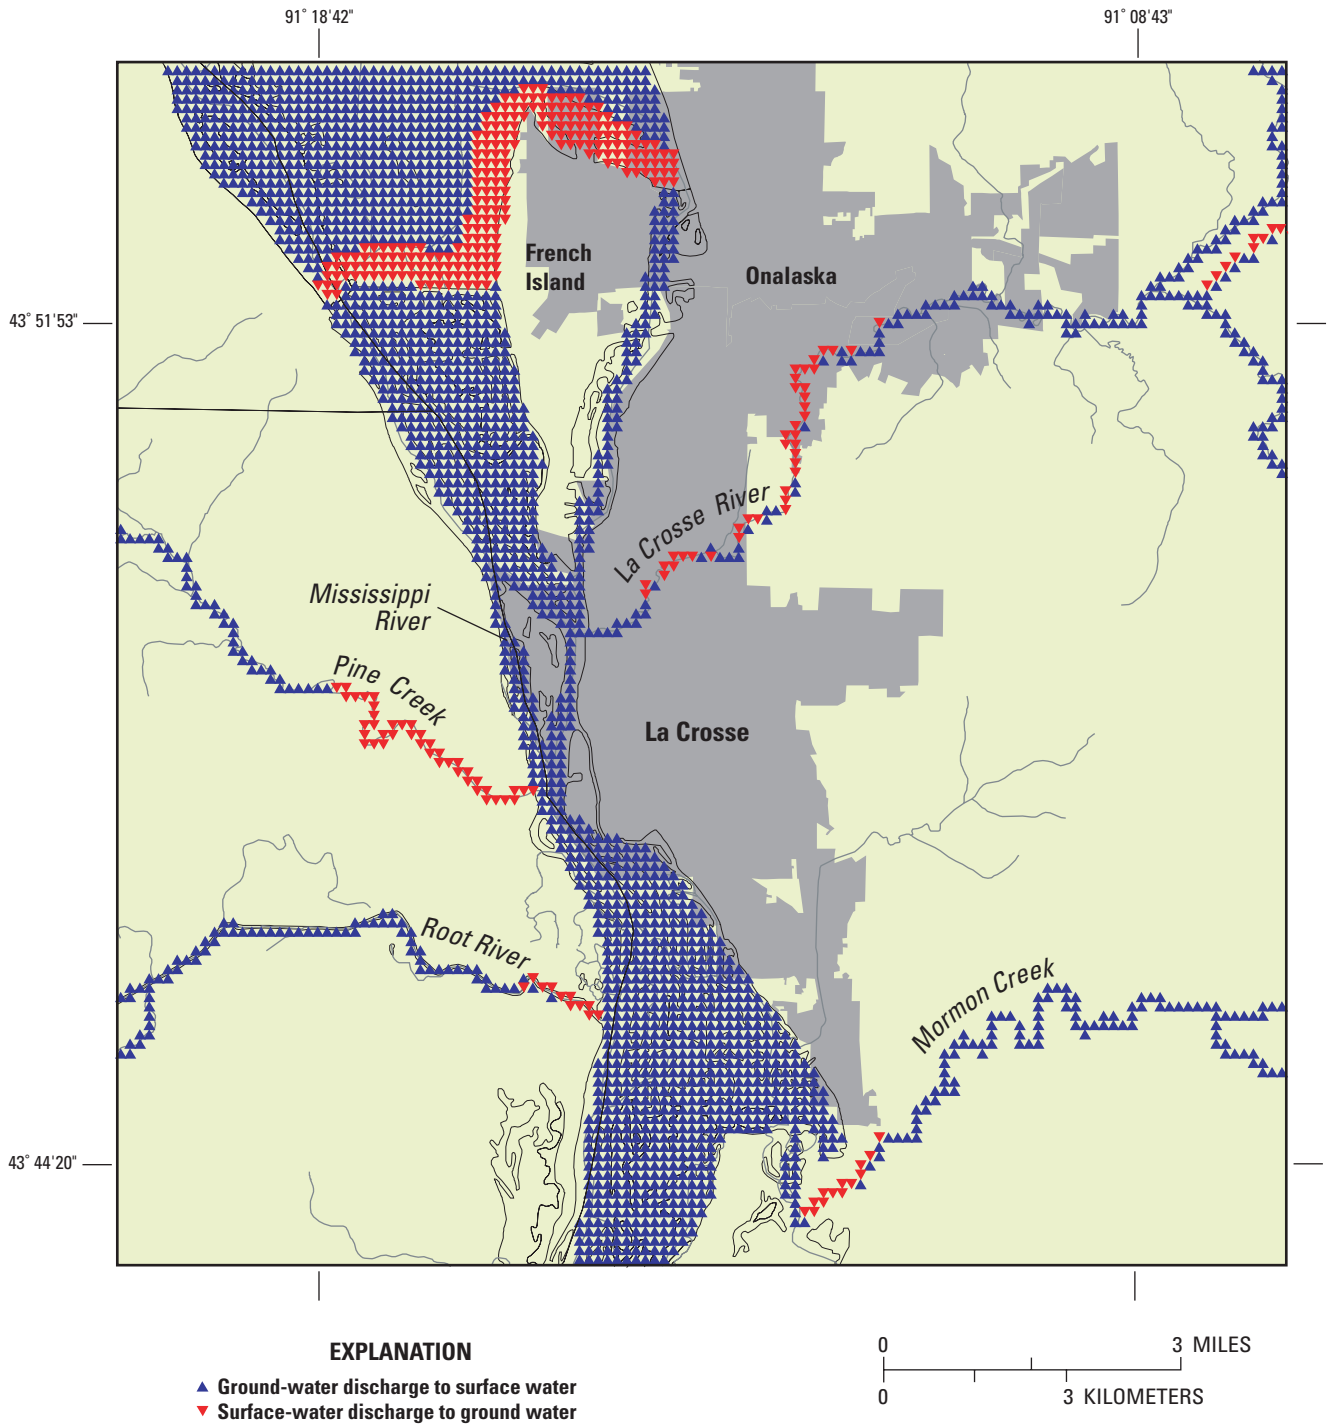 91° 18'42"
91° 08'43"
French
Island
Onalaska
43° 51'53"
La Crosse River
Mississippi
River
Pine Creek
La Crosse
Root River
Mormon Creek
43° 44'20"
EXPLANATION
Ground-water discharge to surface water
Surface-water discharge to ground water
0 3 MILES
0 3 KILOMETERS